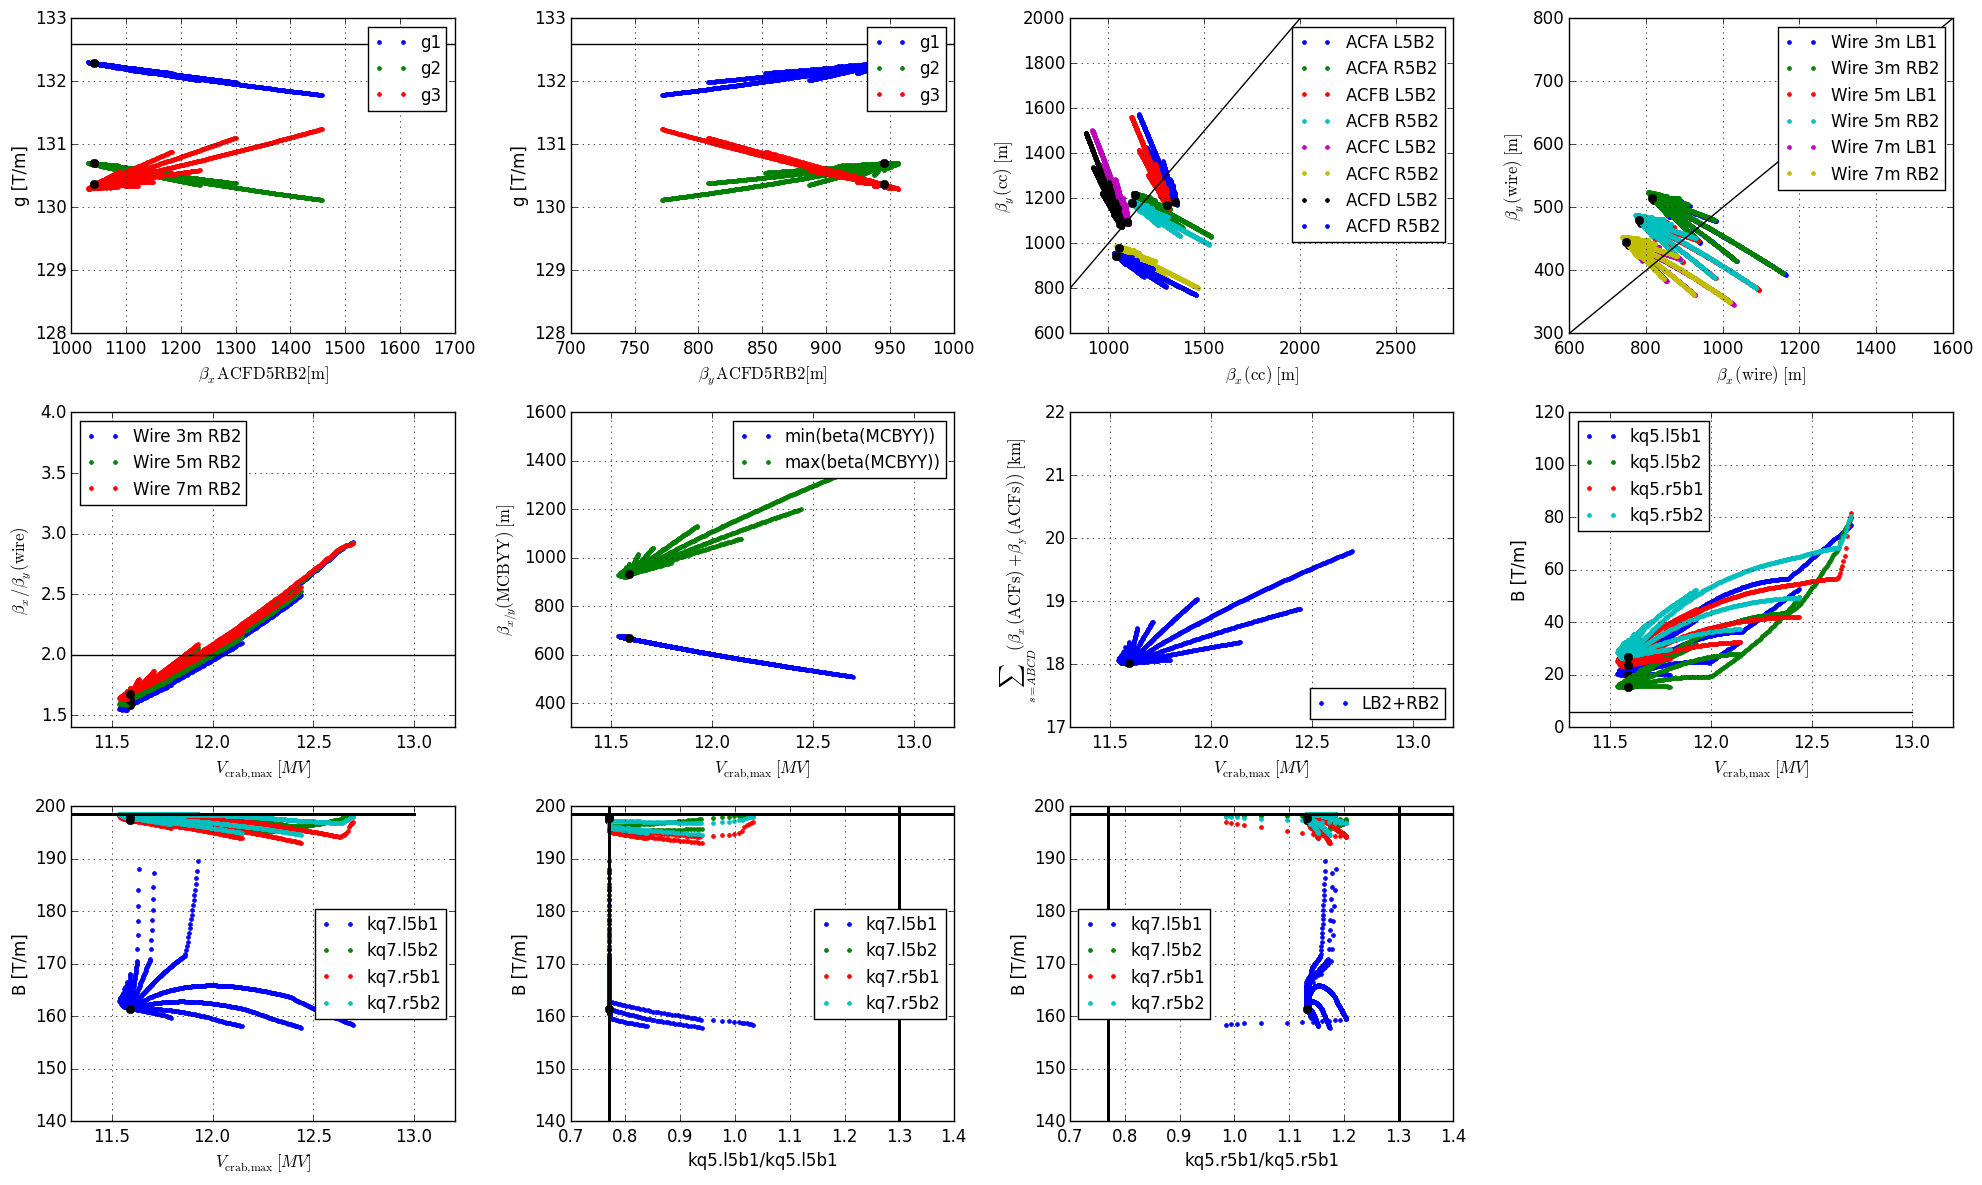 133
132
131
130
129
128
g [T/m]
1000 1100 1200 1300 1400 1500 1600 1700
β_x ACFD5RB2[m]
g1
g2
g3
133
132
131
130
129
128
g [T/m]
700 750 800 850 900 950 1000
β_y ACFD5RB2[m]
g1
g2
g3
2000
1800
1600
1400
1200
1000
800
600
β_y(cc) [m]
1000 1500 2000 2500
β_x(cc) [m]
ACFA L5B2
ACFA R5B2
ACFB L5B2
ACFB R5B2
ACFC L5B2
ACFC R5B2
ACFD L5B2
ACFD R5B2
800
700
600
500
400
300
β_y(wire) [m]
600 800 1000 1200 1400 1600
β_x(wire) [m]
Wire 3m LB1
Wire 3m RB2
Wire 5m LB1
Wire 5m RB2
Wire 7m LB1
Wire 7m RB2
4.0
3.5
3.0
2.5
2.0
1.5
β_x/β_y(wire)
11.5 12.0 12.5 13.0
V_crab,max [MV]
Wire 3m RB2
Wire 5m RB2
Wire 7m RB2
1600
1400
1200
1000
800
600
400
β_x/y(MCBYY) [m]
11.5 12.0 12.5 13.0
V_crab,max [MV]
min(beta(MCBYY))
max(beta(MCBYY))
22
21
20
19
18
17
∑_s=ABCD (β_x(ACFs)+β_y(ACFs)) [km]
11.5 12.0 12.5 13.0
V_crab,max [MV]
LB2+RB2
120
100
80
60
40
20
0
B [T/m]
11.5 12.0 12.5 13.0
V_crab,max [MV]
kq5.l5b1
kq5.l5b2
kq5.r5b1
kq5.r5b2
200
190
180
170
160
150
140
B [T/m]
11.5 12.0 12.5 13.0
V_crab,max [MV]
kq7.l5b1
kq7.l5b2
kq7.r5b1
kq7.r5b2
200
190
180
170
160
150
140
B [T/m]
0.7 0.8 0.9 1.0 1.1 1.2 1.3 1.4
kq5.l5b1/kq5.l5b1
kq7.l5b1
kq7.l5b2
kq7.r5b1
kq7.r5b2
200
190
180
170
160
150
140
B [T/m]
0.7 0.8 0.9 1.0 1.1 1.2 1.3 1.4
kq5.r5b1/kq5.r5b1
kq7.l5b1
kq7.l5b2
kq7.r5b1
kq7.r5b2